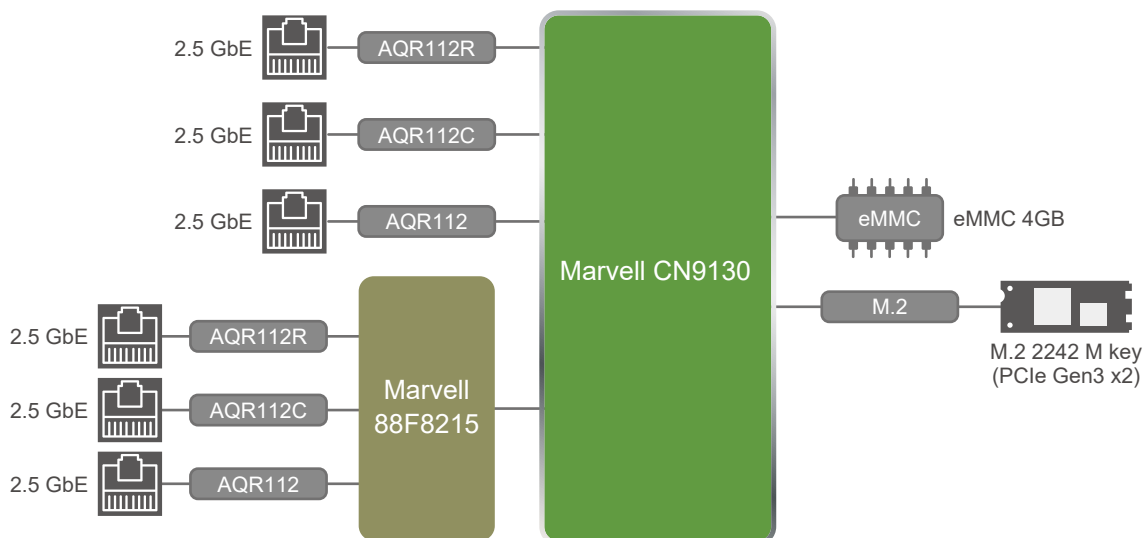 2.5 GbE
AQR112R
2.5 GbE
AQR112C
2.5 GbE
AQR112
Marvell CN9130
eMMC
eMMC 4GB
M.2
M.2 2242 M key
(PCIe Gen3 x2)
2.5 GbE
AQR112R
2.5 GbE
AQR112C
2.5 GbE
AQR112
Marvell
88F8215